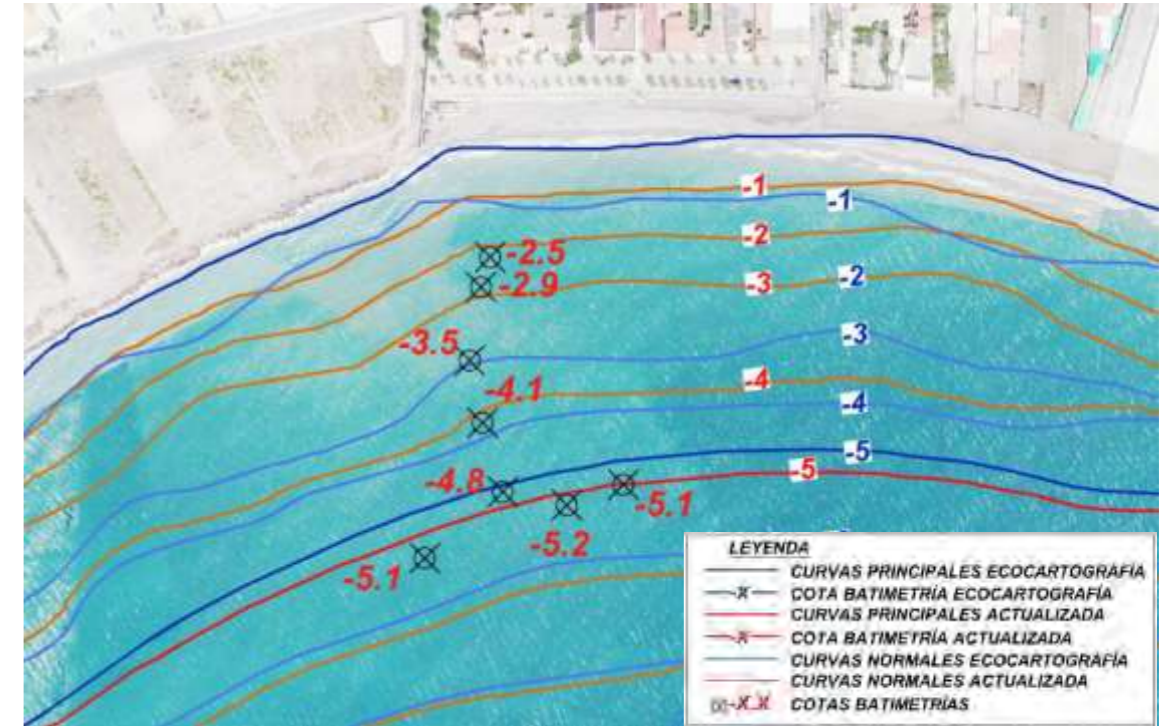 -1
-1
-2
-2.5
-2.9
-3
-2
-3.5
-3
-4.1
-4
-4
-5
-4.8
-5
-5.1
-5.2
-5.1
LEYENDA
CURVAS PRINCIPALES ECOCARTOGRAFÍA
-X- COTA BATIMETRÍA ECOCARTOGRAFÍA
CURVAS PRINCIPALES ACTUALIZADA
-X- COTA BATIMETRÍA ACTUALIZADA
CURVAS NORMALES ECOCARTOGRAFÍA
CURVAS NORMALES ACTUALIZADA
-X.X COTAS BATIMETRÍAS